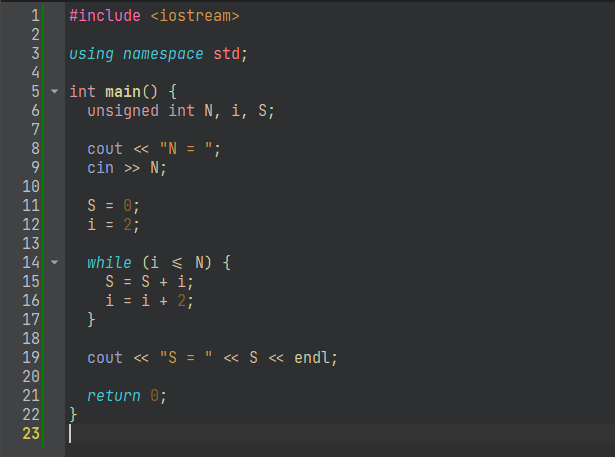 1 #include <iostream>
2
3 using namespace std;
4
5 int main() {
6   unsigned int N, i, S;
7
8   cout << "N = ";
9   cin >> N;
10
11   S = 0;
12   i = 2;
13
14   while (i <= N) {
15     S = S + i;
16     i = i + 2;
17   }
18
19   cout << "S = " << S << endl;
20
21   return 0;
22 }
23